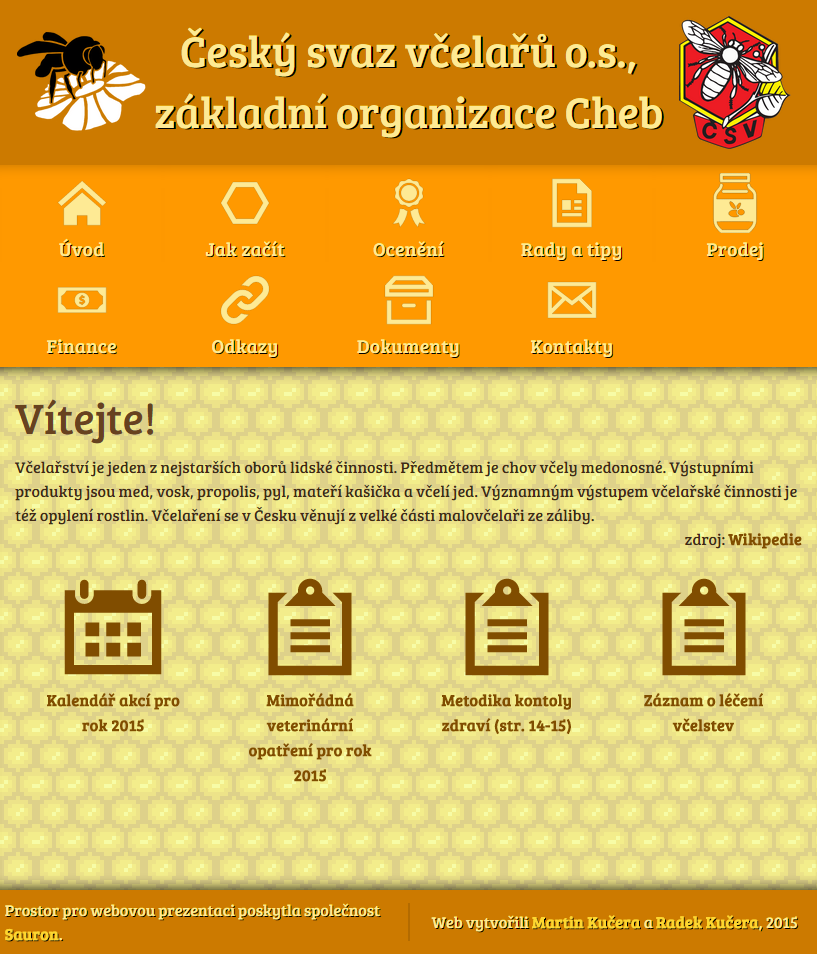 Český svaz včelařů o.s.,
základní organizace Cheb
ČSV
Úvod
Jak začít
Ocenění
Rady a tipy
Prodej
Finance
Odkazy
Dokumenty
Kontakty
Vítejte!
Včelařství je jeden z nejstarších oborů lidské činnosti. Předmětem je chov včely medonosné. Výstupními
produkty jsou med, vosk, propolis, pyl, mateří kašička a včelí jed. Významným výstupem včelařské činnosti je
též opylení rostlin. Včelaření se v Česku věnují z velké části malovčelaři ze záliby.
zdroj: Wikipedie
Kalendář akcí pro
rok 2015
Mimořádná
veterinární
opatření pro rok
2015
Metodika kontoly
zdraví (str. 14-15)
Záznam o léčení
včelstev
Prostor pro webovou prezentaci poskytla společnost
Sauron.
Web vytvořili Martin Kučera a Radek Kučera, 2015